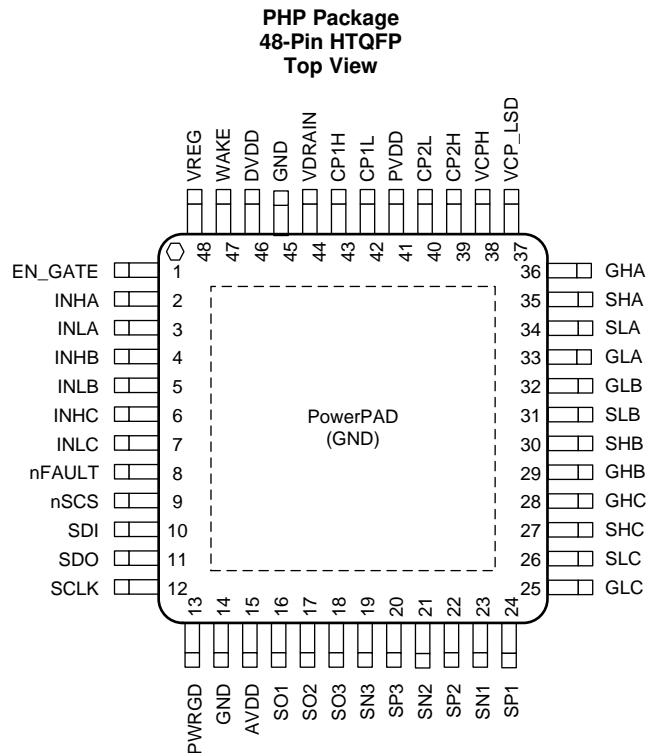 PHP Package
48-Pin HTQFP
Top View
VREG
WAKE
DVDD
GND
VDRAIN
CP1H
CP1L
PVDD
CP2L
CP2H
VCPH
VCP_LSD
48
47
46
45
44
43
42
41
40
39
38
37
EN_GATE 1
INHA 2
INLA 3
INHB 4
INLB 5
INHC 6
INLC 7
nFAULT 8
nSCS 9
SDI 10
SDO 11
SCLK 12
PowerPAD
(GND)
36 GHA
35 SHA
34 SLA
33 GLA
32 GLB
31 SLB
30 SHB
29 GHB
28 GHC
27 SHC
26 SLC
25 GLC
13
14
15
16
17
18
19
20
21
22
23
24
PWRGD
GND
AVDD
SO1
SO2
SO3
SN3
SP3
SN2
SP2
SN1
SP1